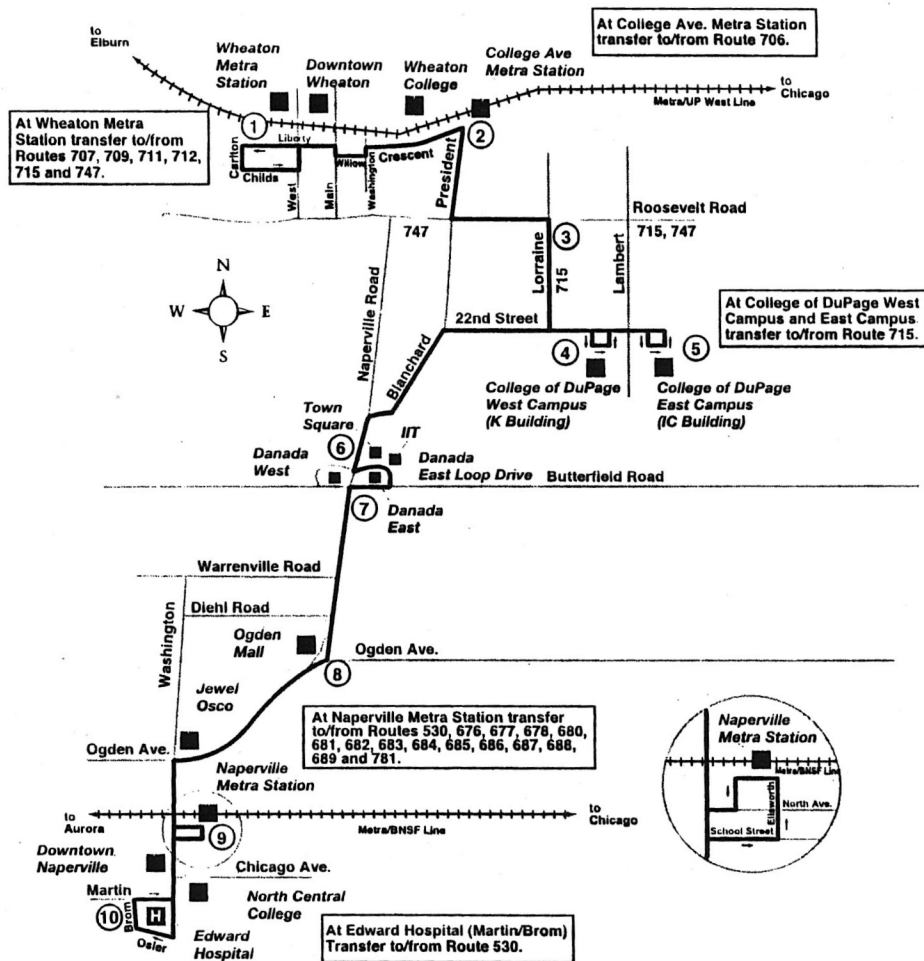 to
Elburn
Wheaton
Metra
Station
Downtown
Wheaton
Wheaton
College
College Ave
Metra Station
At College Ave. Metra Station
transfer to/from Route 706.
to
Chicago
Metra/UP West Line
At Wheaton Metra
Station transfer to/from
Routes 707, 709, 711, 712,
715 and 747.
1
2
Liberty
Carlton
Childs
Willow
Crescent
West
Main
Washington
President
Roosevelt Road
747
3
715, 747
Lorraine
715
Lambert
N
W
E
S
Naperville Road
22nd Street
Blanchard
At College of DuPage West
Campus and East Campus
transfer to/from Route 715.
4
5
College of DuPage
West Campus
(K Building)
College of DuPage
East Campus
(IC Building)
Town
Square
IIT
6
Danada
West
Danada
East Loop Drive
Butterfield Road
7
Danada
East
Warrenville Road
Diehl Road
Washington
Ogden
Mall
Ogden Ave.
8
Jewel
Osco
At Naperville Metra Station transfer
to/from Routes 530, 676, 677, 678, 680,
681, 682, 683, 684, 685, 686, 687, 688,
689 and 781.
Ogden Ave.
Naperville
Metra Station
to
Aurora
Metra/BNSF Line
to
Chicago
9
Naperville
Metra Station
Metra/BNSF Line
Ellsworth
North Ave.
School Street
Downtown
Naperville
Chicago Ave.
Martin
North Central
College
10
Brom
H
Osler
Edward
Hospital
At Edward Hospital (Martin/Brom)
Transfer to/from Route 530.